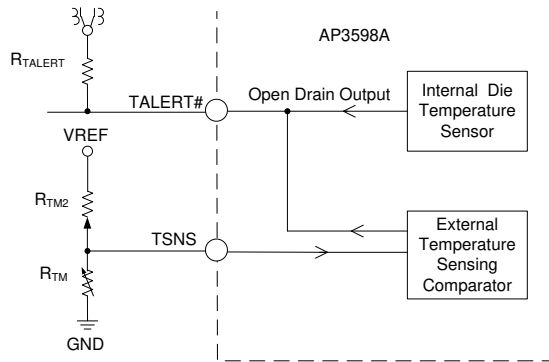 AP3598A
RTALERT
TALERT#
Open Drain Output
Internal Die
Temperature
Sensor
VREF
RTM2
TSNS
External
Temperature
Sensing
Comparator
RTM
GND